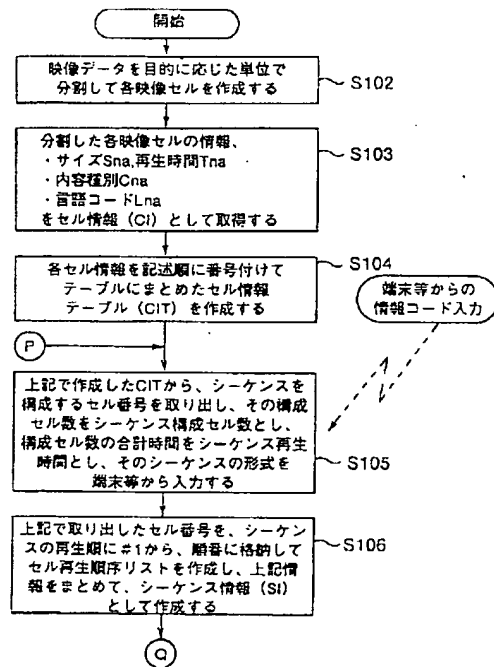 開始
映像データを目的に応じた単位で
分割して各映像セルを作成する
S102
分割した各映像セルの情報、
・サイズSna,再生時間Tna
・内容種別Cna
・言語コードLna
をセル情報（CI）として取得する
S103
各セル情報を記述順に番号付けて
テーブルにまとめたセル情報
テーブル（CIT）を作成する
S104
端末等からの
情報コード入力
P
上記で作成したCITから、シーケンスを
構成するセル番号を取り出し、その構成
セル数をシーケンス構成セル数とし、
構成セル数の合計時間をシーケンス再生
時間とし、そのシーケンスの形式を
端末等から入力する
S105
上記で取り出したセル番号を、シーケン
スの再生順に#1から、順番に格納して
セル再生順序リストを作成し、上記情
報をまとめて、シーケンス情報（SI）
として作成する
S106
Q